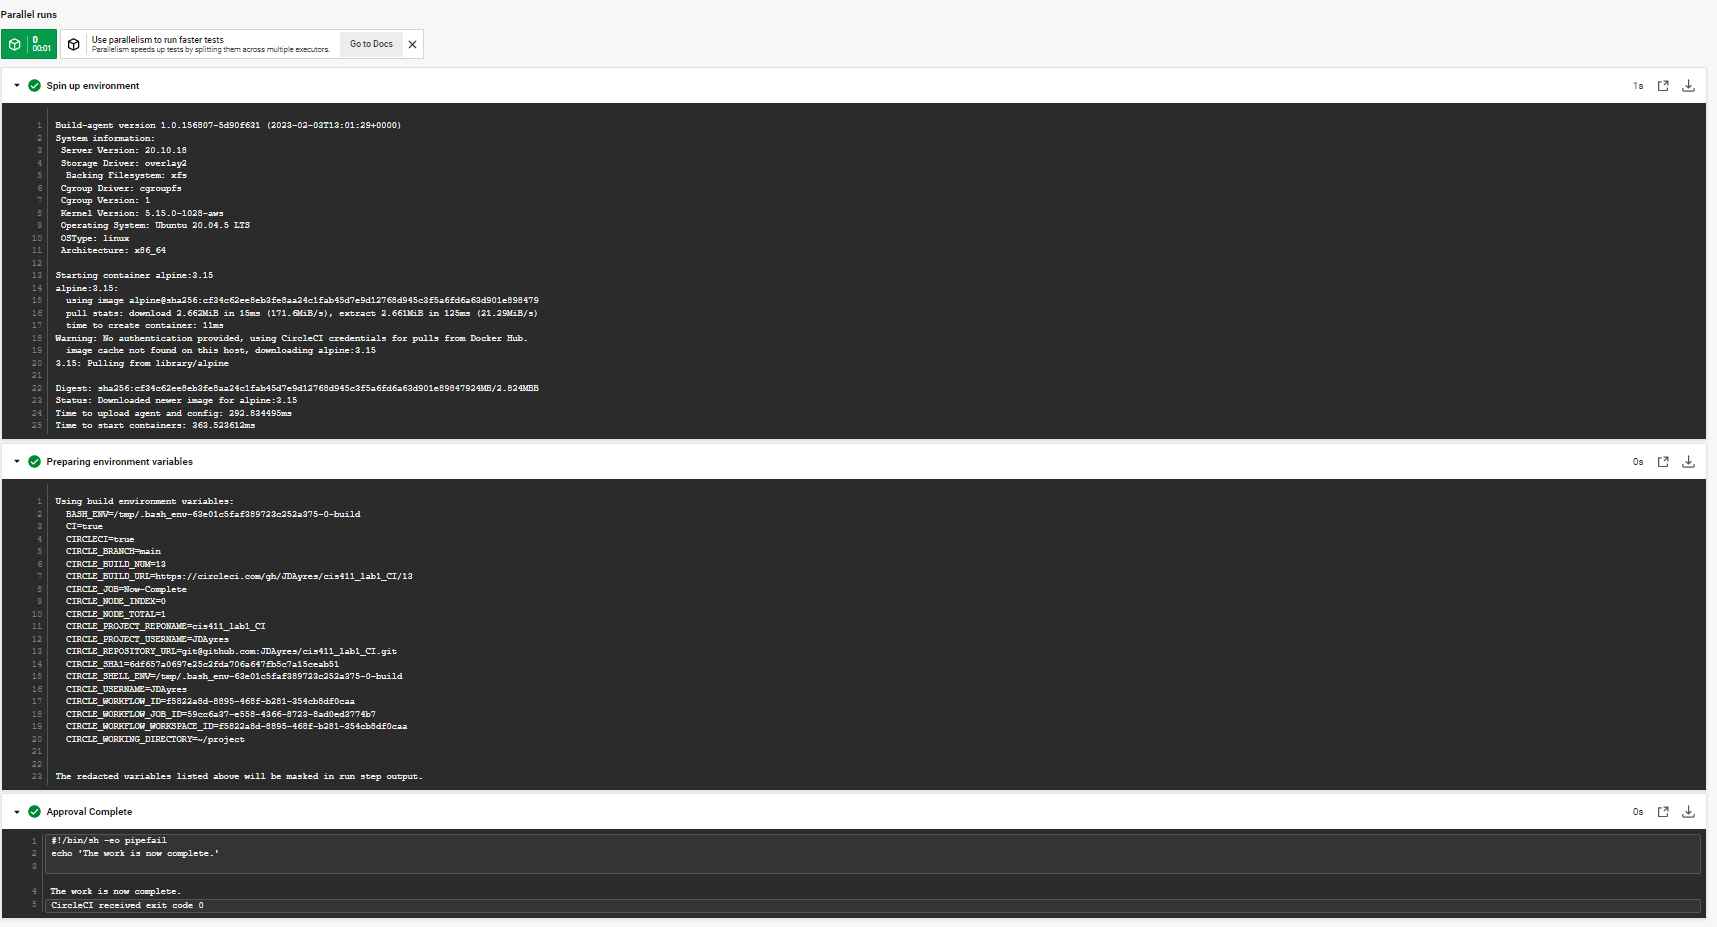 Parallel runs
0
00:01
Use parallelism to run faster tests
Parallelism speeds up tests by splitting them across multiple executors.
Go to Docs
Spin up environment
1s
1 Build-agent version 1.0.156807-5d90f631 (2023-02-03T13:01:29+0000)
2 System information:
3 Server Version: 20.10.18
4 Storage Driver: overlay2
5 Backing Filesystem: xfs
6 Cgroup Driver: cgroupfs
7 Cgroup Version: 1
8 Kernel Version: 5.15.0-1028-aws
9 Operating System: Ubuntu 20.04.5 LTS
10 OSType: linux
11 Architecture: x86_64
12
13 Starting container alpine:3.15
14 alpine:3.15:
15 using image alpine@sha256:cf34c62ee8eb3fe8aa24c1fab45d7e9d12768d945c3f5a6fd6a63d901e898479
16 pull stats: download 2.662MiB in 15ms (171.6MiB/s), extract 2.661MiB in 125ms (21.29MiB/s)
17 time to create container: 11ms
18 Warning: No authentication provided, using CircleCI credentials for pulls from Docker Hub.
19 image cache not found on this host, downloading alpine:3.15
20 3.15: Pulling from library/alpine
21
22 Digest: sha256:cf34c62ee8eb3fe8aa24c1fab45d7e9d12768d945c3f5a6fd6a63d901e89847924MB/2.824MBB
23 Status: Downloaded newer image for alpine:3.15
24 Time to upload agent and config: 292.834495ms
25 Time to start containers: 363.523612ms
Preparing environment variables
0s
1 Using build environment variables:
2 BASH_ENV=/tmp/.bash_env-63e01c5faf389723c252a375-0-build
3 CI=true
4 CIRCLECI=true
5 CIRCLE_BRANCH=main
6 CIRCLE_BUILD_NUM=13
7 CIRCLE_BUILD_URL=https://circleci.com/gh/JDAyres/cis411_lab1_CI/13
8 CIRCLE_JOB=Now-Complete
9 CIRCLE_NODE_INDEX=0
10 CIRCLE_NODE_TOTAL=1
11 CIRCLE_PROJECT_REPONAME=cis411_lab1_CI
12 CIRCLE_PROJECT_USERNAME=JDAyres
13 CIRCLE_REPOSITORY_URL=git@github.com:JDAyres/cis411_lab1_CI.git
14 CIRCLE_SHA1=6df657a0697e25c2fda706a647fb5c7a15ceab51
15 CIRCLE_SHELL_ENV=/tmp/.bash_env-63e01c5faf389723c252a375-0-build
16 CIRCLE_USERNAME=JDAyres
17 CIRCLE_WORKFLOW_ID=f5822a8d-8895-468f-b281-354cb8df0caa
18 CIRCLE_WORKFLOW_JOB_ID=59cc6a37-e558-4366-8723-8ad0ed3774b7
19 CIRCLE_WORKFLOW_WORKSPACE_ID=f5822a8d-8895-468f-b281-354cb8df0caa
20 CIRCLE_WORKING_DIRECTORY=~/project
21
22
23 The redacted variables listed above will be masked in run step output.
Approval Complete
0s
1 #!/bin/sh -eo pipefail
2 echo 'The work is now complete.'
3
4 The work is now complete.
5 CircleCI received exit code 0